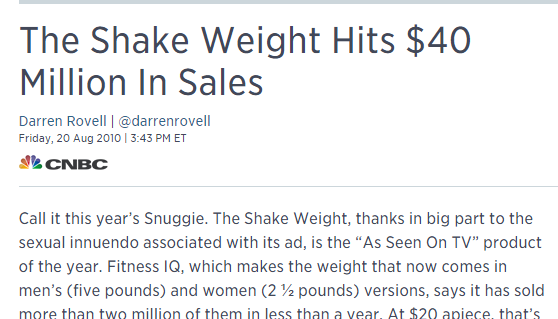 The Shake Weight Hits $40
Million In Sales
Darren Rovell | @darrenrovell
Friday, 20 Aug 2010 | 3:43 PM ET
CNBC
Call it this year's Snuggie. The Shake Weight, thanks in big part to the
sexual innuendo associated with its ad, is the “As Seen On TV” product
of the year. Fitness IQ, which makes the weight that now comes in
men's (five pounds) and women (2 ½ pounds) versions, says it has sold
more than two million of them in less than a year. At $20 apiece, that's